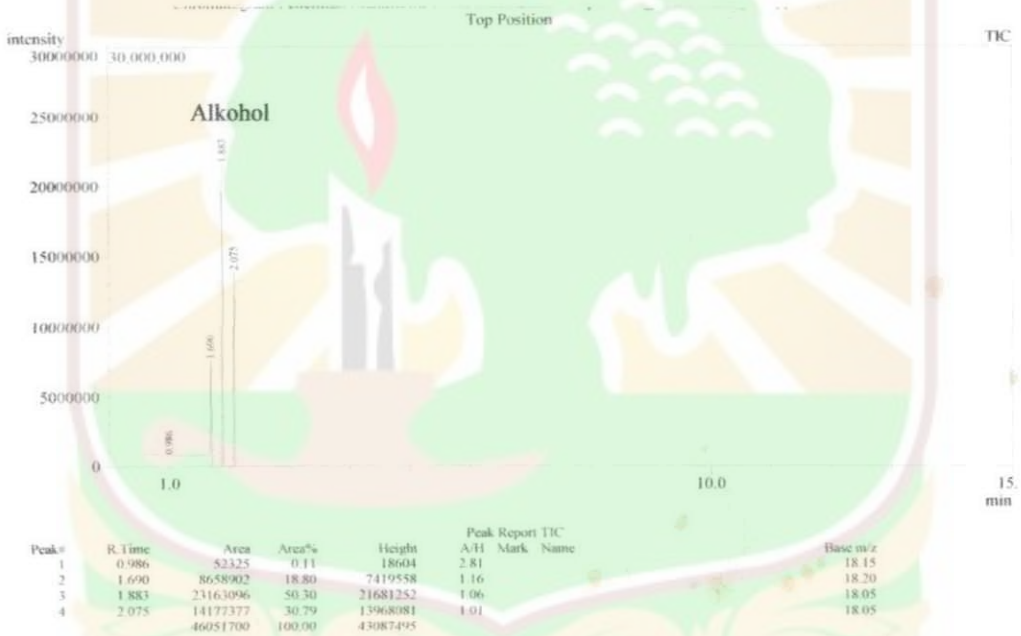 Top Position
intensity TIC
30000000 30,000,000
Alkohol
25000000
1.883
20000000
15000000
2.075
10000000
1.690
5000000
0.986
0
1.0 10.0 15.
min
Peak Report TIC
Peak# R.Time Area Area% Height A/H Mark Name Base m/z
1 0.986 52325 0.11 18604 2.81 18.15
2 1.690 8658902 18.80 7419558 1.16 18.20
3 1.883 23163096 50.30 21681252 1.06 18.05
4 2.075 14177377 30.79 13968081 1.01 18.05
46051700 100.00 43087495